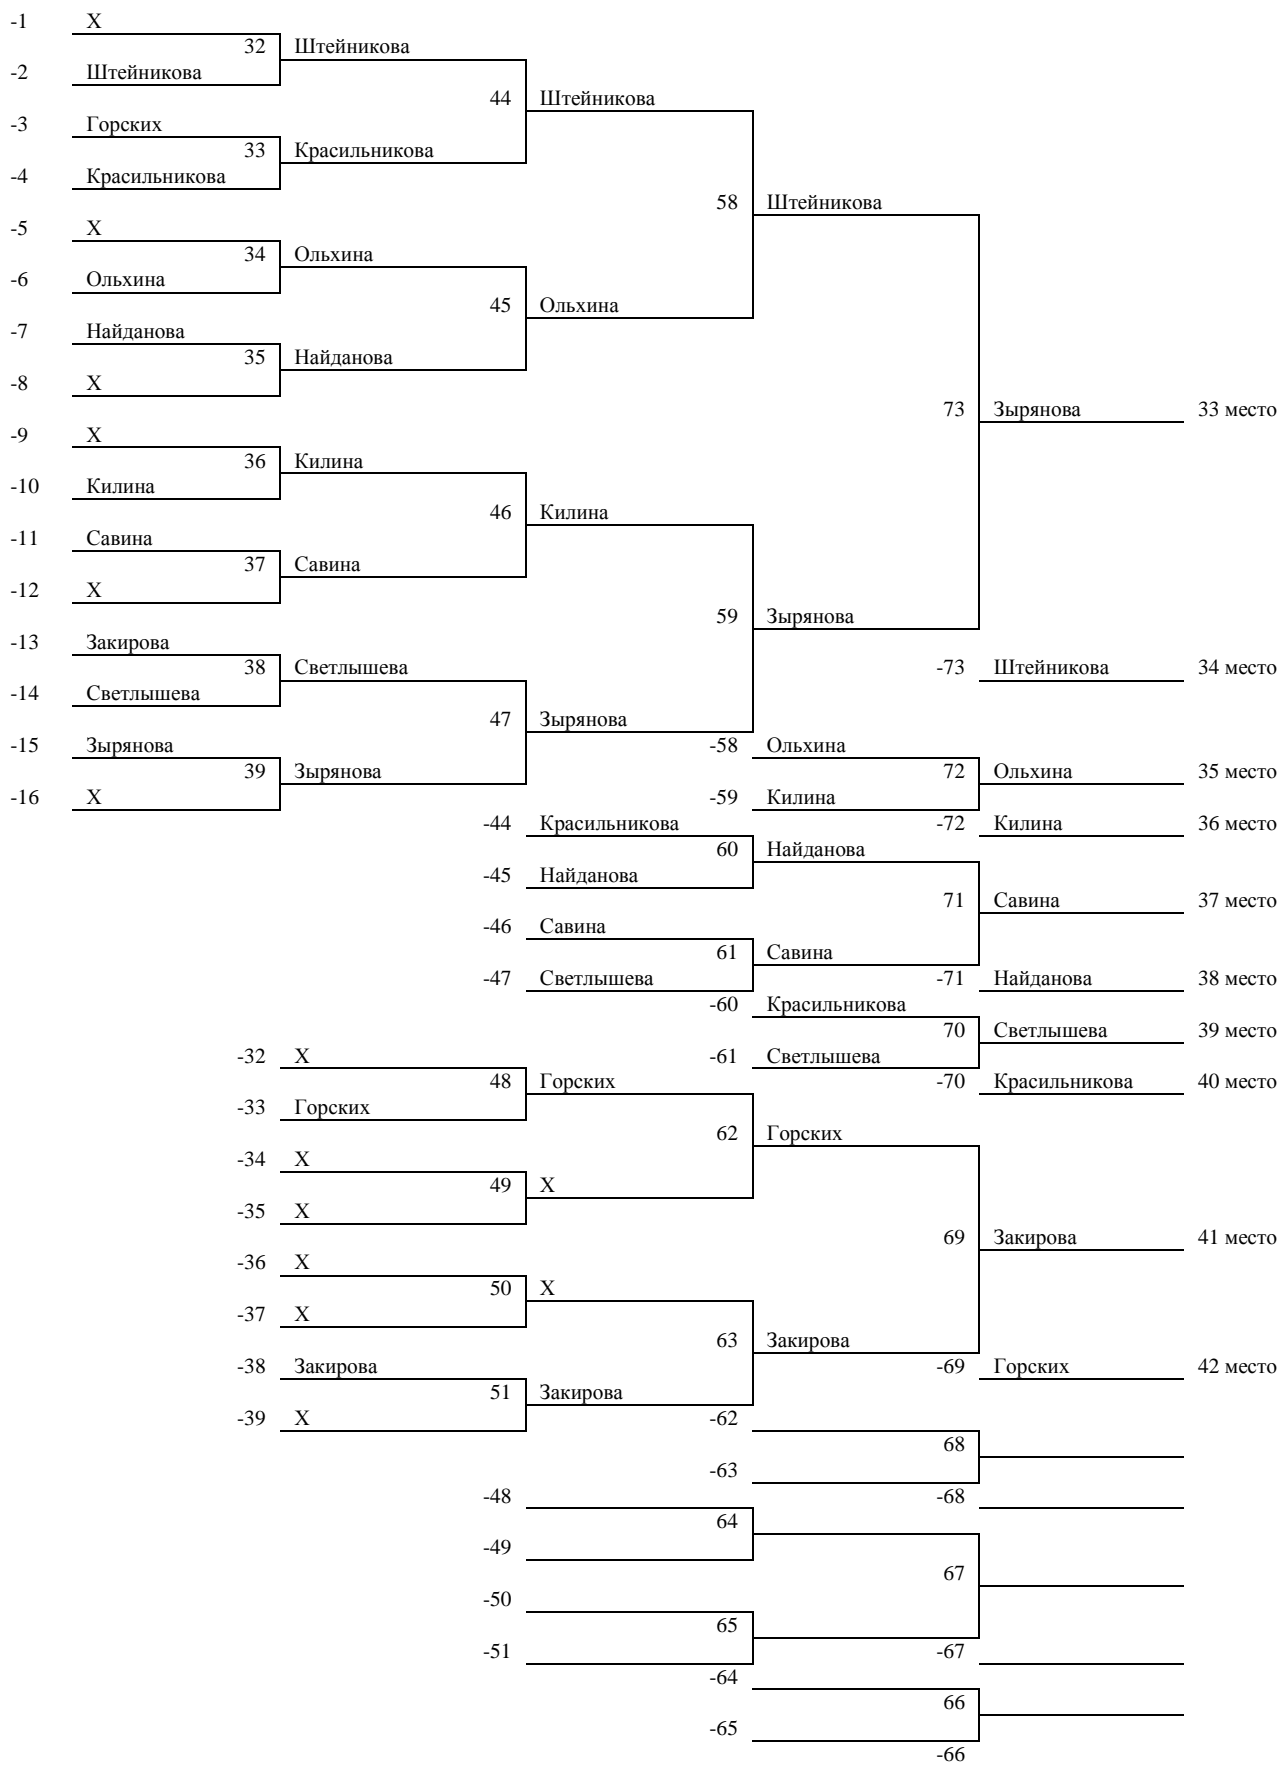 -1 X
32 Штейникова
-2 Штейникова
44 Штейникова
-3 Горских
33 Красильникова
-4 Красильникова
58 Штейникова
-5 X
34 Ольхина
-6 Ольхина
45 Ольхина
-7 Найданова
35 Найданова
-8 X
73 Зырянова 33 место
-9 X
36 Килина
-10 Килина
46 Килина
-11 Савина
37 Савина
-12 X
59 Зырянова
-13 Закирова
38 Светлышева -73 Штейникова 34 место
-14 Светлышева
47 Зырянова
-15 Зырянова -58 Ольхина
39 Зырянова 72 Ольхина 35 место
-16 X -59 Килина
-44 Красильникова -72 Килина 36 место
60 Найданова
-45 Найданова
71 Савина 37 место
-46 Савина
61 Савина
-47 Светлышева -71 Найданова 38 место
-60 Красильникова
70 Светлышева 39 место
-32 X -61 Светлышева
48 Горских -70 Красильникова 40 место
-33 Горских
62 Горских
-34 X
49 X
-35 X
69 Закирова 41 место
-36 X
50 X
-37 X
63 Закирова
-38 Закирова -69 Горских 42 место
51 Закирова
-39 X -62
68
-63
-48 -68
64
-49
67
-50
65
-51 -67
-64
66
-65
-66